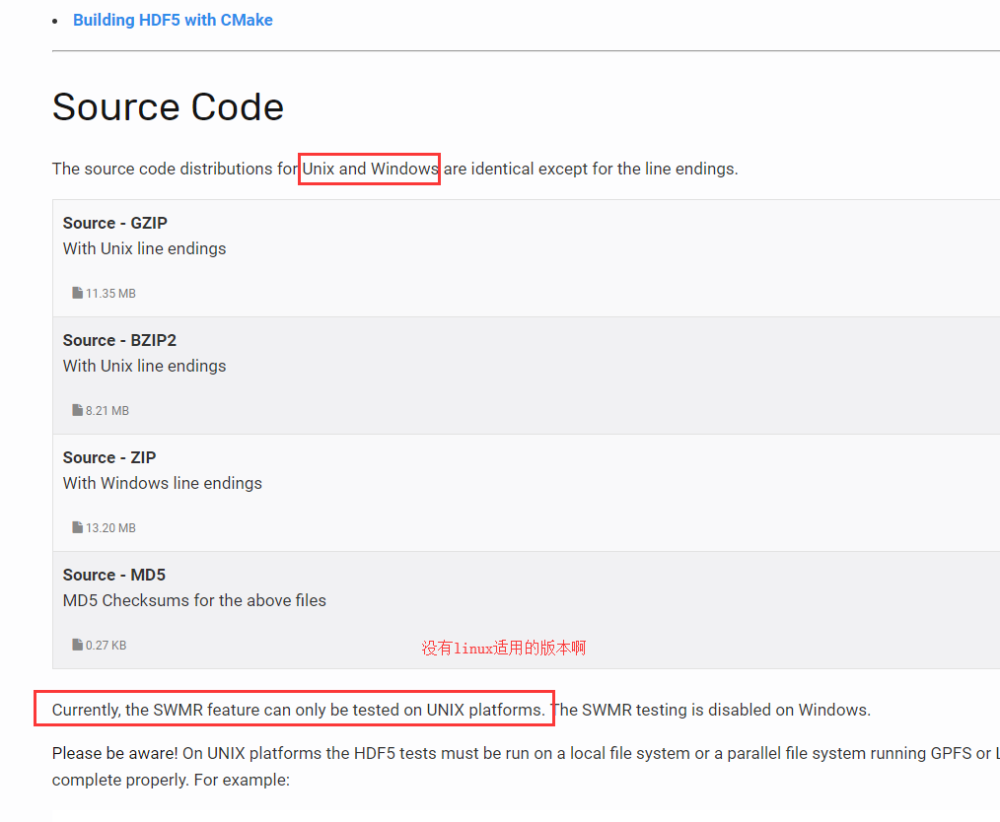 Building HDF5 with CMake
Source Code
The source code distributions for Unix and Windows are identical except for the line endings.
Source - GZIP
With Unix line endings
11.35 MB
Source - BZIP2
With Unix line endings
8.21 MB
Source - ZIP
With Windows line endings
13.20 MB
Source - MD5
MD5 Checksums for the above files
0.27 KB
没有linux适用的版本啊
Currently, the SWMR feature can only be tested on UNIX platforms. The SWMR testing is disabled on Windows.
Please be aware! On UNIX platforms the HDF5 tests must be run on a local file system or a parallel file system running GPFS or
complete properly. For example: